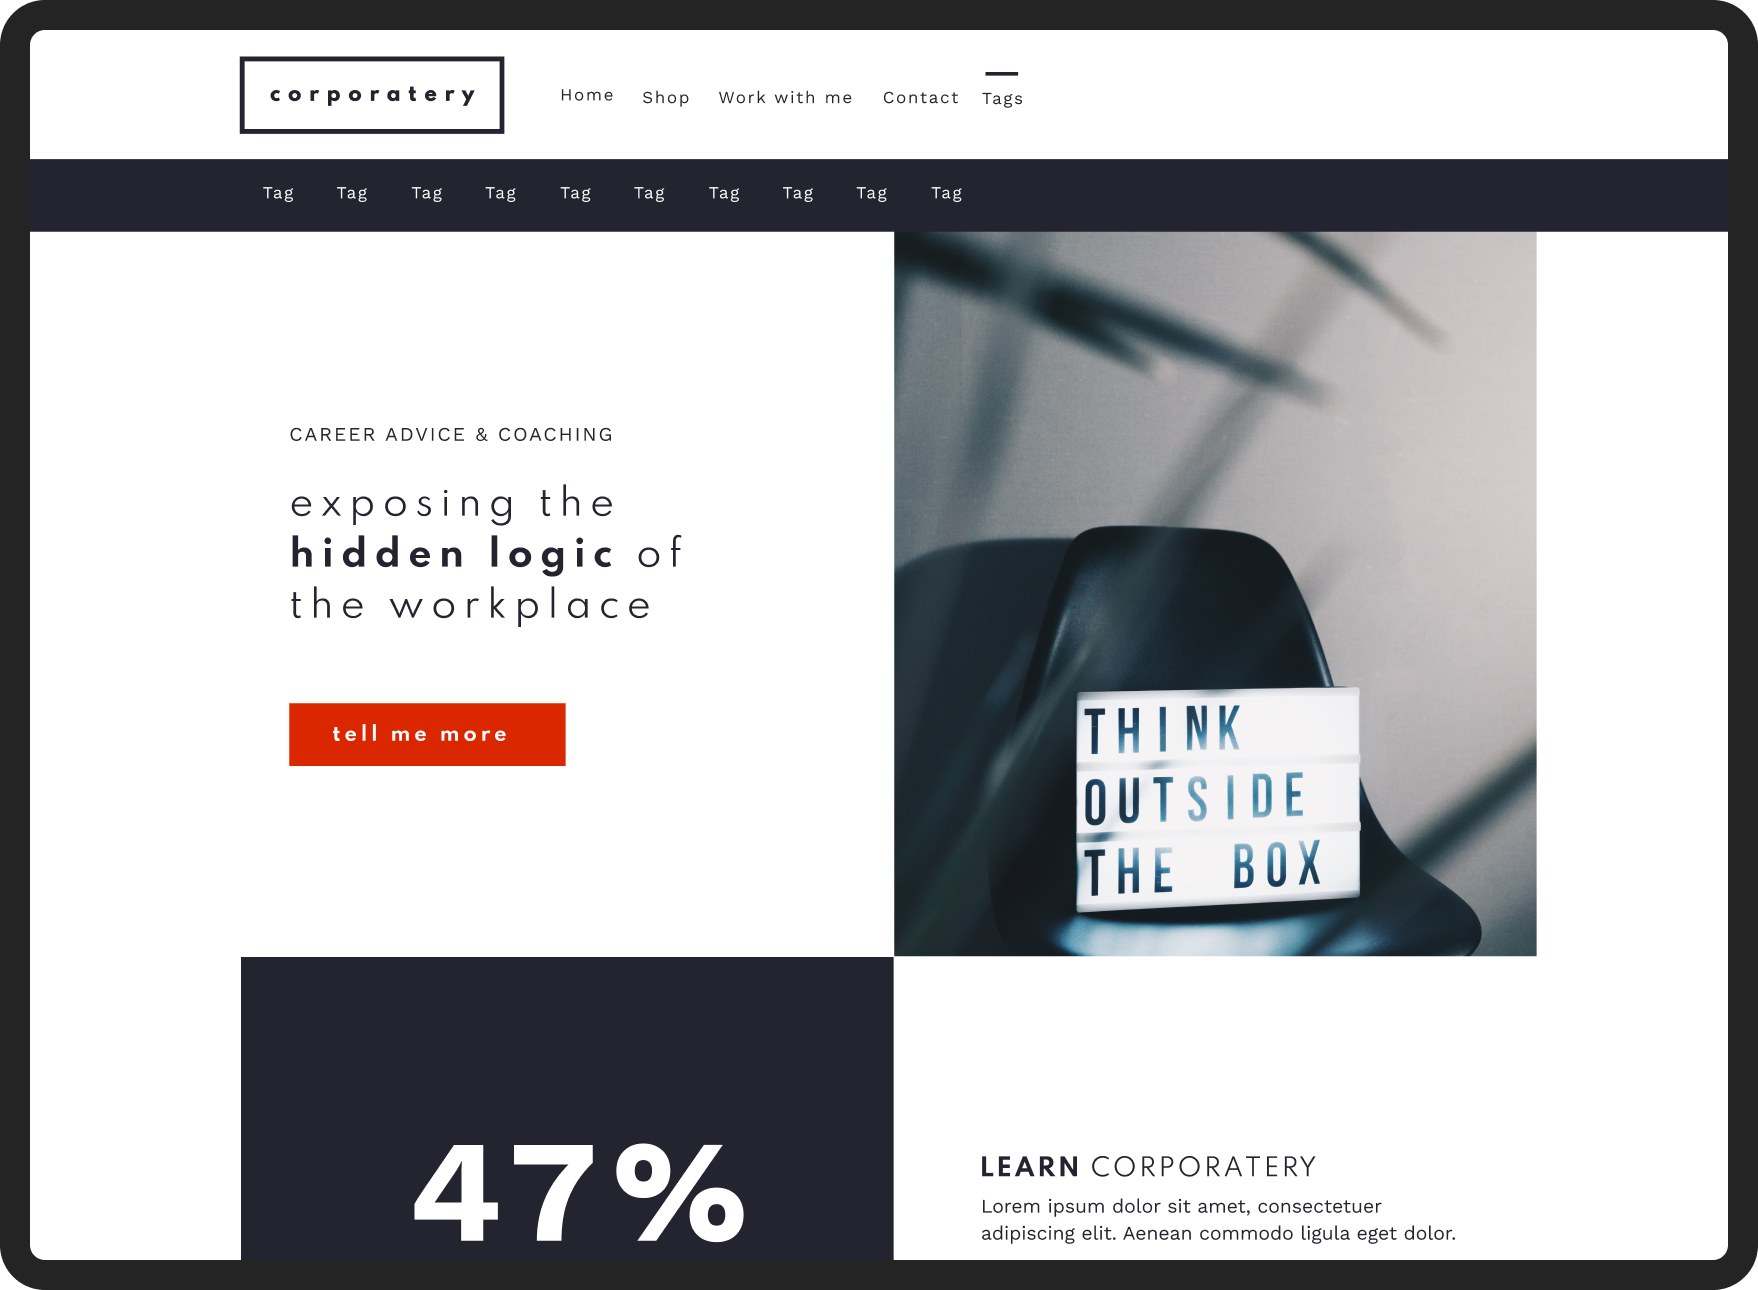 corporatery
Home Shop Work with me Contact Tags
Tag Tag Tag Tag Tag Tag Tag Tag Tag Tag
CAREER ADVICE & COACHING
exposing the
hidden logic of
the workplace
tell me more
THINK
OUTSIDE
THE BOX
47%
LEARN CORPORATERY
Lorem ipsum dolor sit amet, consectetuer
adipiscing elit. Aenean commodo ligula eget dolor.